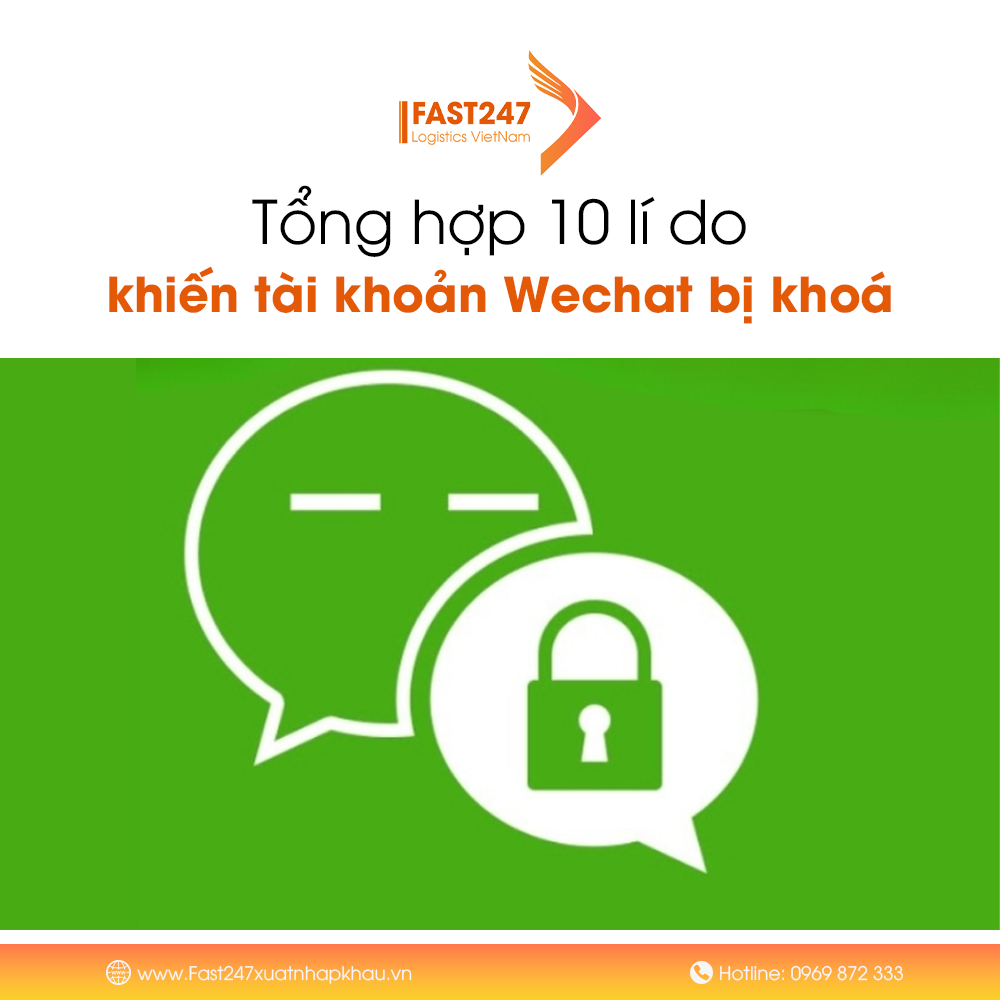 FAST247
Logistics VietNam
Tổng hợp 10 lí do
khiến tài khoản Wechat bị khoá
www.Fast247xuatnhapkhau.vn
Hotline: 0969 872 333